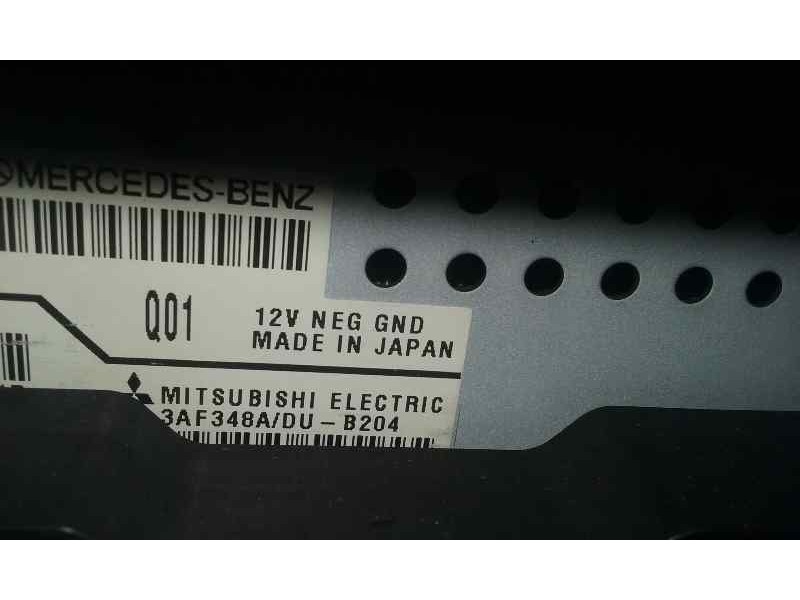 MERCEDES-BENZ
Q01
12V NEG GND
MADE IN JAPAN
MITSUBISHI ELECTRIC
3AF348A/DU-B204